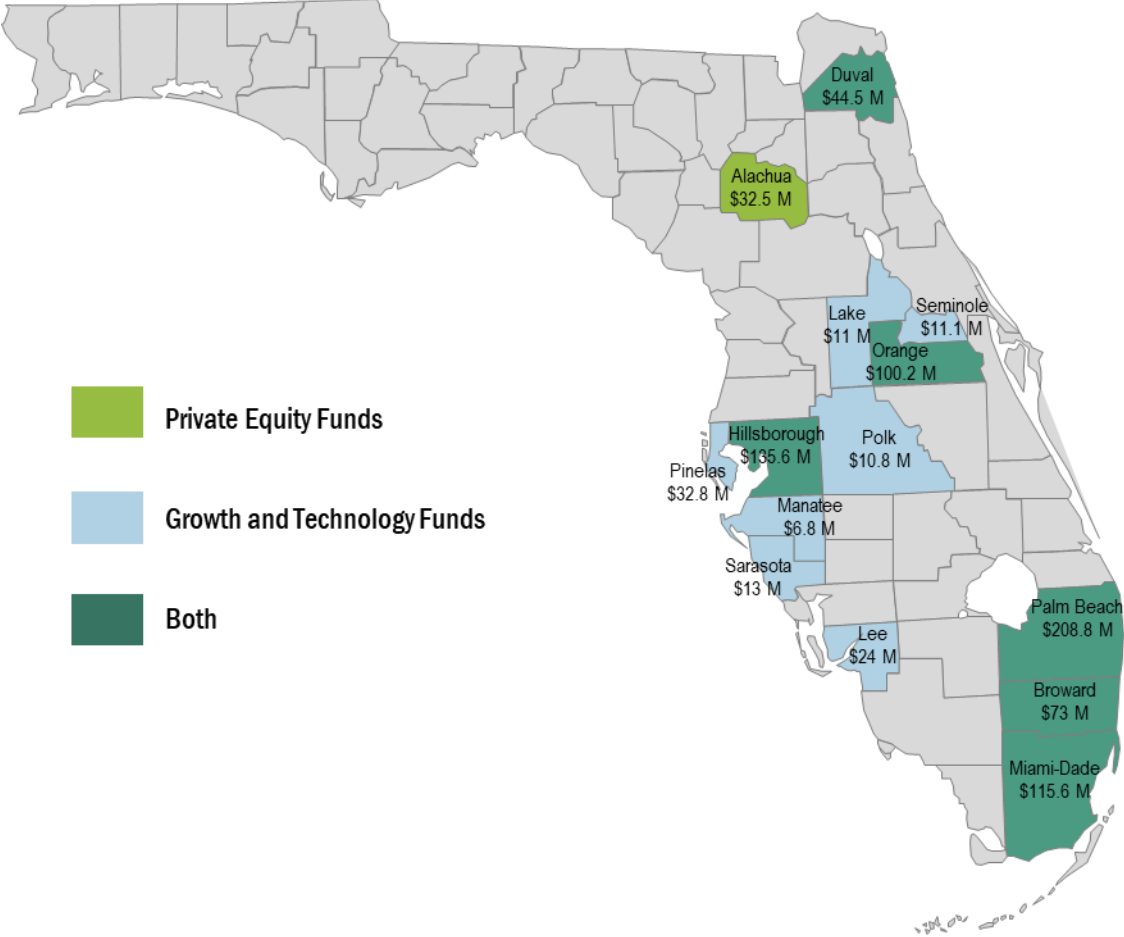 Duval
$44.5 M
Alachua
$32.5 M
Seminole
$11.1 M
Lake
$11 M
Orange
$100.2 M
Private Equity Funds
Hillsborough
$135.6 M
Polk
$10.8 M
Pinelas
$32.8 M
Growth and Technology Funds
Manatee
$6.8 M
Sarasota
$13 M
Both
Palm Beach
$208.8 M
Lee
$24 M
Broward
$73 M
Miami-Dade
$115.6 M